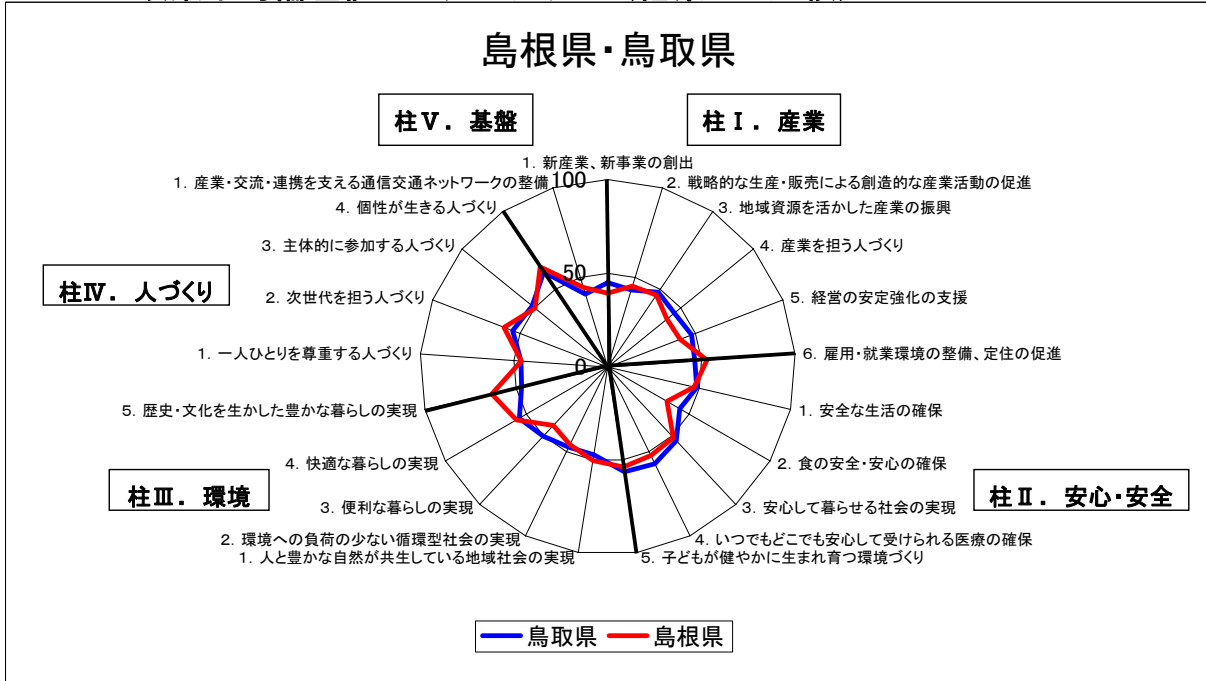 島根県・鳥取県
柱Ⅴ．基盤
柱Ⅰ．産業
1．新産業、新事業の創出
1．産業・交流・連携を支える通信交通ネットワークの整備
100
2．戦略的な生産・販売による創造的な産業活動の促進
4．個性が生きる人づくり
3．地域資源を活かした産業の振興
3．主体的に参加する人づくり
4．産業を担う人づくり
柱Ⅳ．人づくり
50
2．次世代を担う人づくり
5．経営の安定強化の支援
1．一人ひとりを尊重する人づくり
0
6．雇用・就業環境の整備、定住の促進
5．歴史・文化を生かした豊かな暮らしの実現
1．安全な生活の確保
4．快適な暮らしの実現
2．食の安全・安心の確保
柱Ⅲ．環境
柱Ⅱ．安心・安全
3．便利な暮らしの実現
3．安心して暮らせる社会の実現
2．環境への負荷の少ない循環型社会の実現
4．いつでもどこでも安心して受けられる医療の確保
1．人と豊かな自然が共生している地域社会の実現
5．子どもが健やかに生まれ育つ環境づくり
鳥取県
島根県